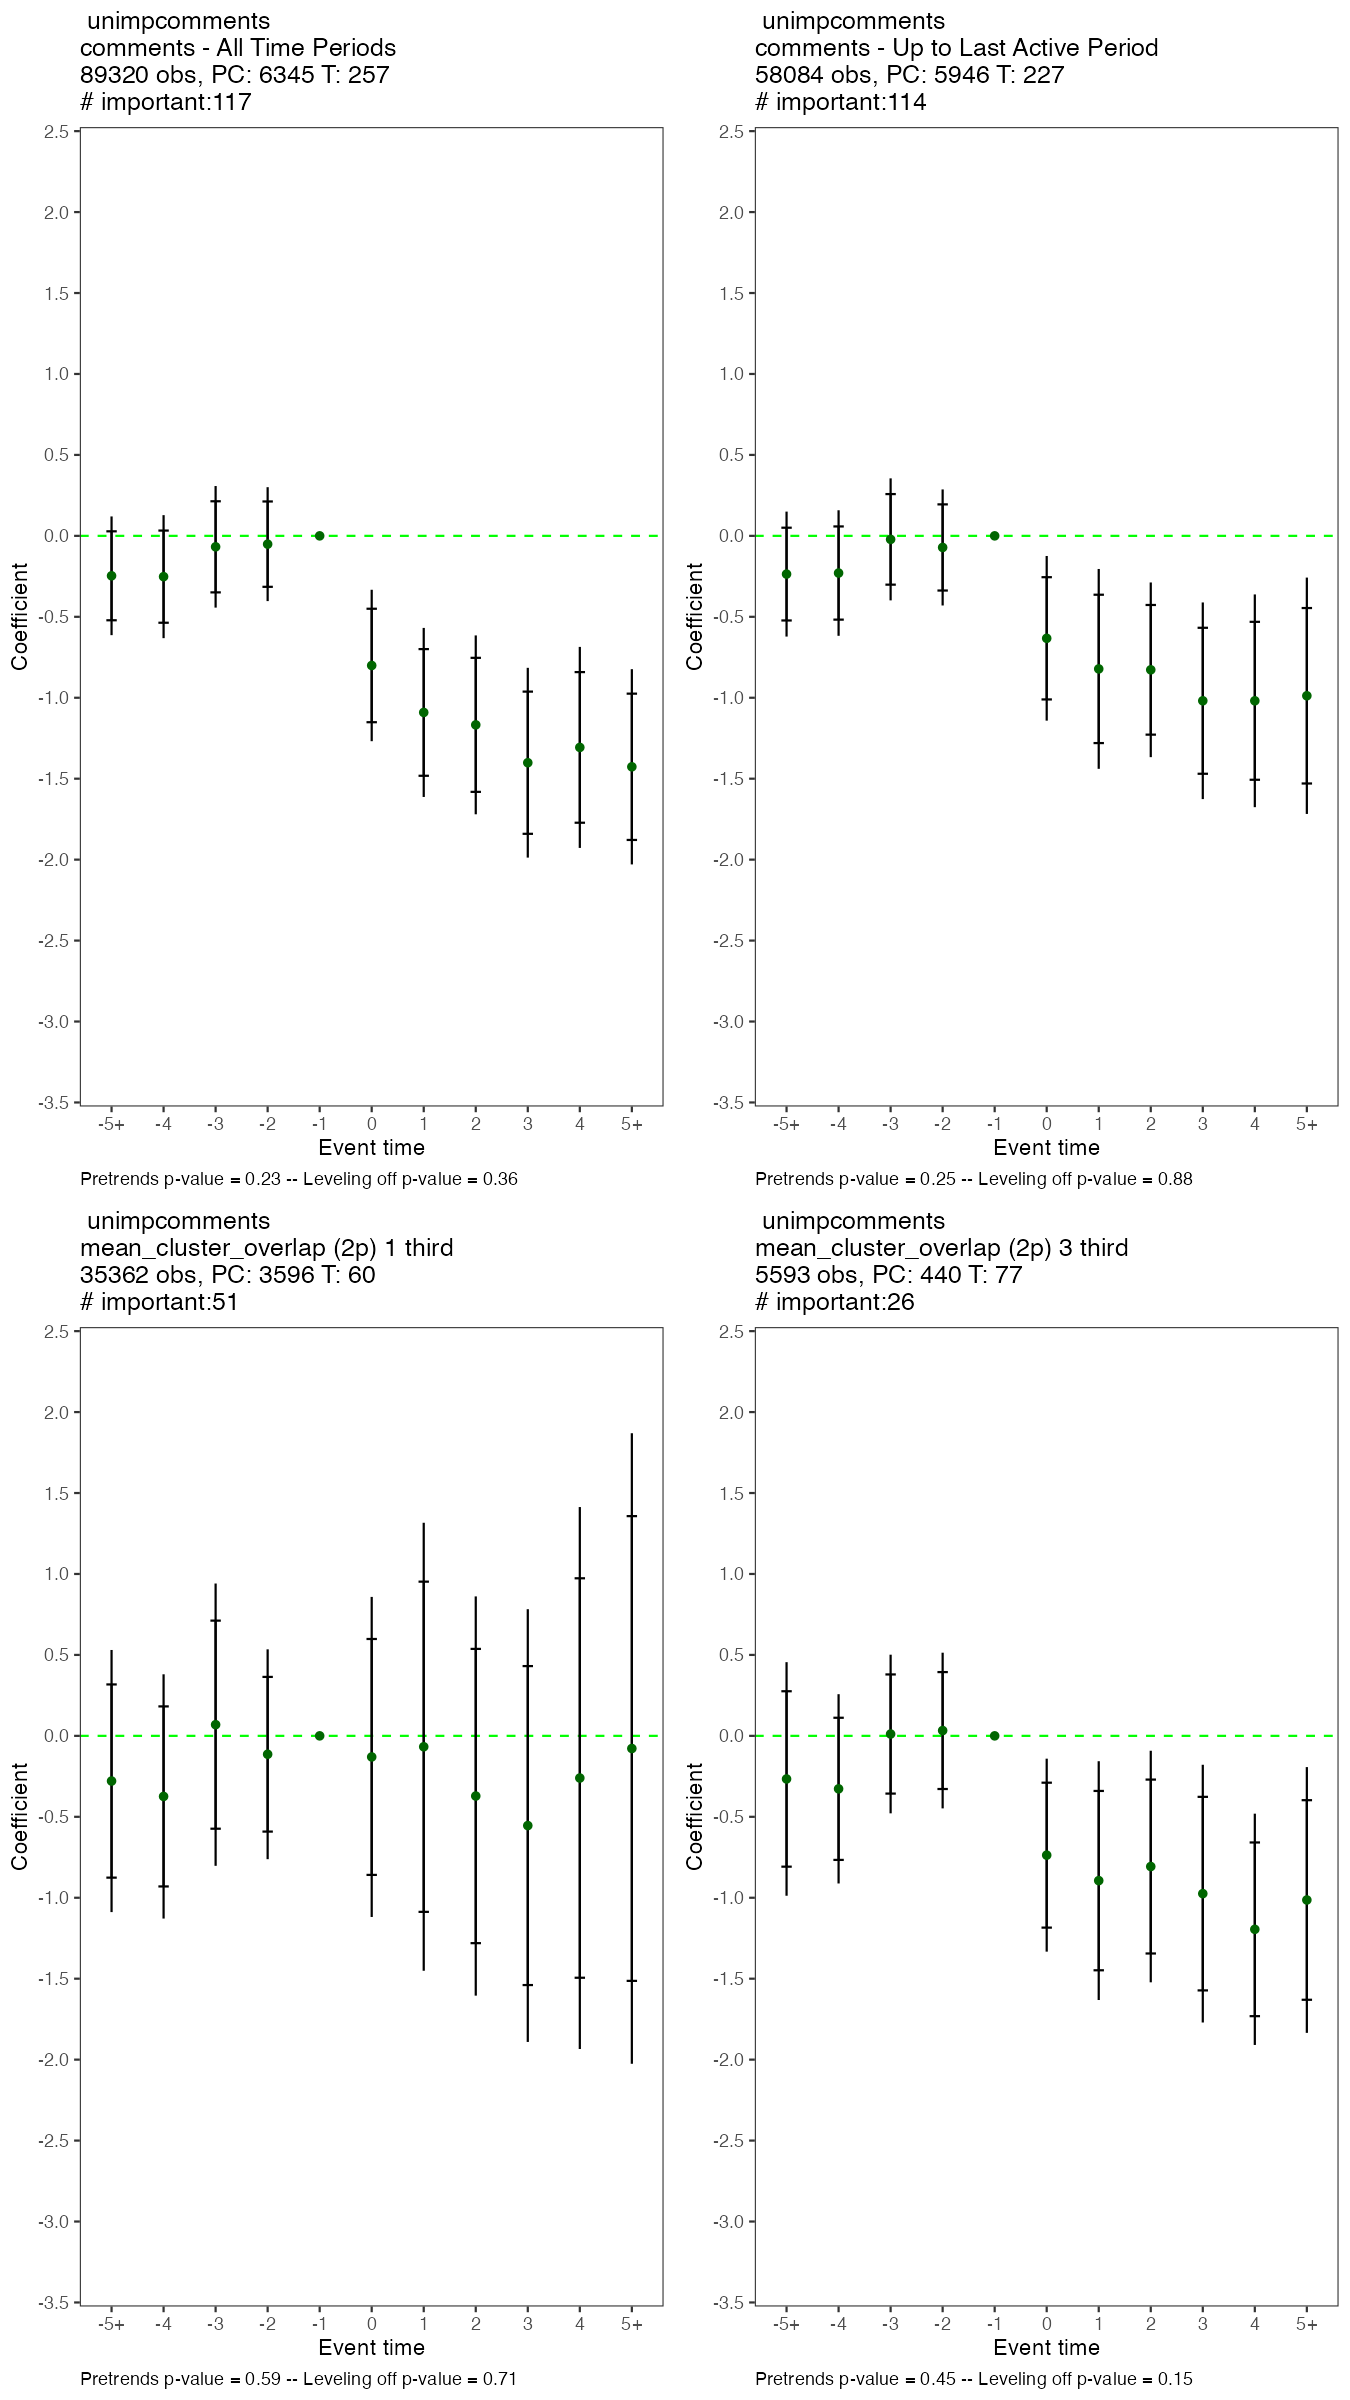 unimpcomments
comments - All Time Periods
89320 obs, PC: 6345 T: 257
# important:117
2.5
2.0
1.5
1.0
0.5
0.0
-0.5
-1.0
-1.5
-2.0
-2.5
-3.0
-3.5
Coefficient
-5+ -4 -3 -2 -1 0 1 2 3 4 5+
Event time
Pretrends p-value = 0.23 -- Leveling off p-value = 0.36
unimpcomments
comments - Up to Last Active Period
58084 obs, PC: 5946 T: 227
# important:114
2.5
2.0
1.5
1.0
0.5
0.0
-0.5
-1.0
-1.5
-2.0
-2.5
-3.0
-3.5
Coefficient
-5+ -4 -3 -2 -1 0 1 2 3 4 5+
Event time
Pretrends p-value = 0.25 -- Leveling off p-value = 0.88
unimpcomments
mean_cluster_overlap (2p) 1 third
35362 obs, PC: 3596 T: 60
# important:51
2.5
2.0
1.5
1.0
0.5
0.0
-0.5
-1.0
-1.5
-2.0
-2.5
-3.0
-3.5
Coefficient
-5+ -4 -3 -2 -1 0 1 2 3 4 5+
Event time
Pretrends p-value = 0.59 -- Leveling off p-value = 0.71
unimpcomments
mean_cluster_overlap (2p) 3 third
5593 obs, PC: 440 T: 77
# important:26
2.5
2.0
1.5
1.0
0.5
0.0
-0.5
-1.0
-1.5
-2.0
-2.5
-3.0
-3.5
Coefficient
-5+ -4 -3 -2 -1 0 1 2 3 4 5+
Event time
Pretrends p-value = 0.45 -- Leveling off p-value = 0.15